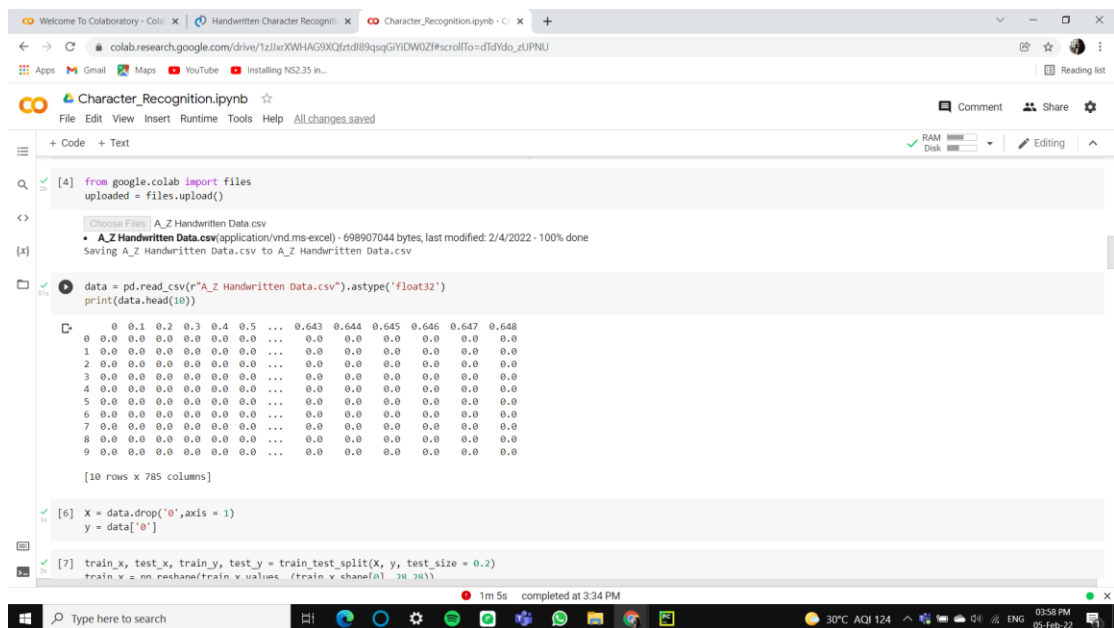 Welcome To Colaboratory - Cola
Handwritten Character Recogniti
Character_Recognition.ipynb - C
colab.research.google.com/drive/1zJJxrXWHAG9XQfztdl89qsqGiYiDW0Zf#scrollTo=dTdYdo_zUPNU
Apps Gmail Maps YouTube Installing NS2.35 in... Reading list
Character_Recognition.ipynb
Comment Share
File Edit View Insert Runtime Tools Help All changes saved
+ Code + Text
RAM
Disk
Editing
[4] from google.colab import files
2s
uploaded = files.upload()
Choose Files A_Z Handwritten Data.csv
• A_Z Handwritten Data.csv(application/vnd.ms-excel) - 698907044 bytes, last modified: 2/4/2022 - 100% done
Saving A_Z Handwritten Data.csv to A_Z Handwritten Data.csv
data = pd.read_csv(r"A_Z Handwritten Data.csv").astype('float32')
51s
print(data.head(10))
0 0.1 0.2 0.3 0.4 0.5 ... 0.643 0.644 0.645 0.646 0.647 0.648
0 0.0 0.0 0.0 0.0 0.0 0.0 ... 0.0 0.0 0.0 0.0 0.0 0.0
1 0.0 0.0 0.0 0.0 0.0 0.0 ... 0.0 0.0 0.0 0.0 0.0 0.0
2 0.0 0.0 0.0 0.0 0.0 0.0 ... 0.0 0.0 0.0 0.0 0.0 0.0
3 0.0 0.0 0.0 0.0 0.0 0.0 ... 0.0 0.0 0.0 0.0 0.0 0.0
4 0.0 0.0 0.0 0.0 0.0 0.0 ... 0.0 0.0 0.0 0.0 0.0 0.0
5 0.0 0.0 0.0 0.0 0.0 0.0 ... 0.0 0.0 0.0 0.0 0.0 0.0
6 0.0 0.0 0.0 0.0 0.0 0.0 ... 0.0 0.0 0.0 0.0 0.0 0.0
7 0.0 0.0 0.0 0.0 0.0 0.0 ... 0.0 0.0 0.0 0.0 0.0 0.0
8 0.0 0.0 0.0 0.0 0.0 0.0 ... 0.0 0.0 0.0 0.0 0.0 0.0
9 0.0 0.0 0.0 0.0 0.0 0.0 ... 0.0 0.0 0.0 0.0 0.0 0.0
[10 rows x 785 columns]
[6] X = data.drop('0',axis = 1)
1s
y = data['0']
[7] train_x, test_x, train_y, test_y = train_test_split(X, y, test_size = 0.2)
train_x = np.reshape(train_x.values, (train_x.shape[0], 28,28))
1m 5s completed at 3:34 PM
Type here to search
30°C AQI 124
ENG
03:58 PM
05-Feb-22